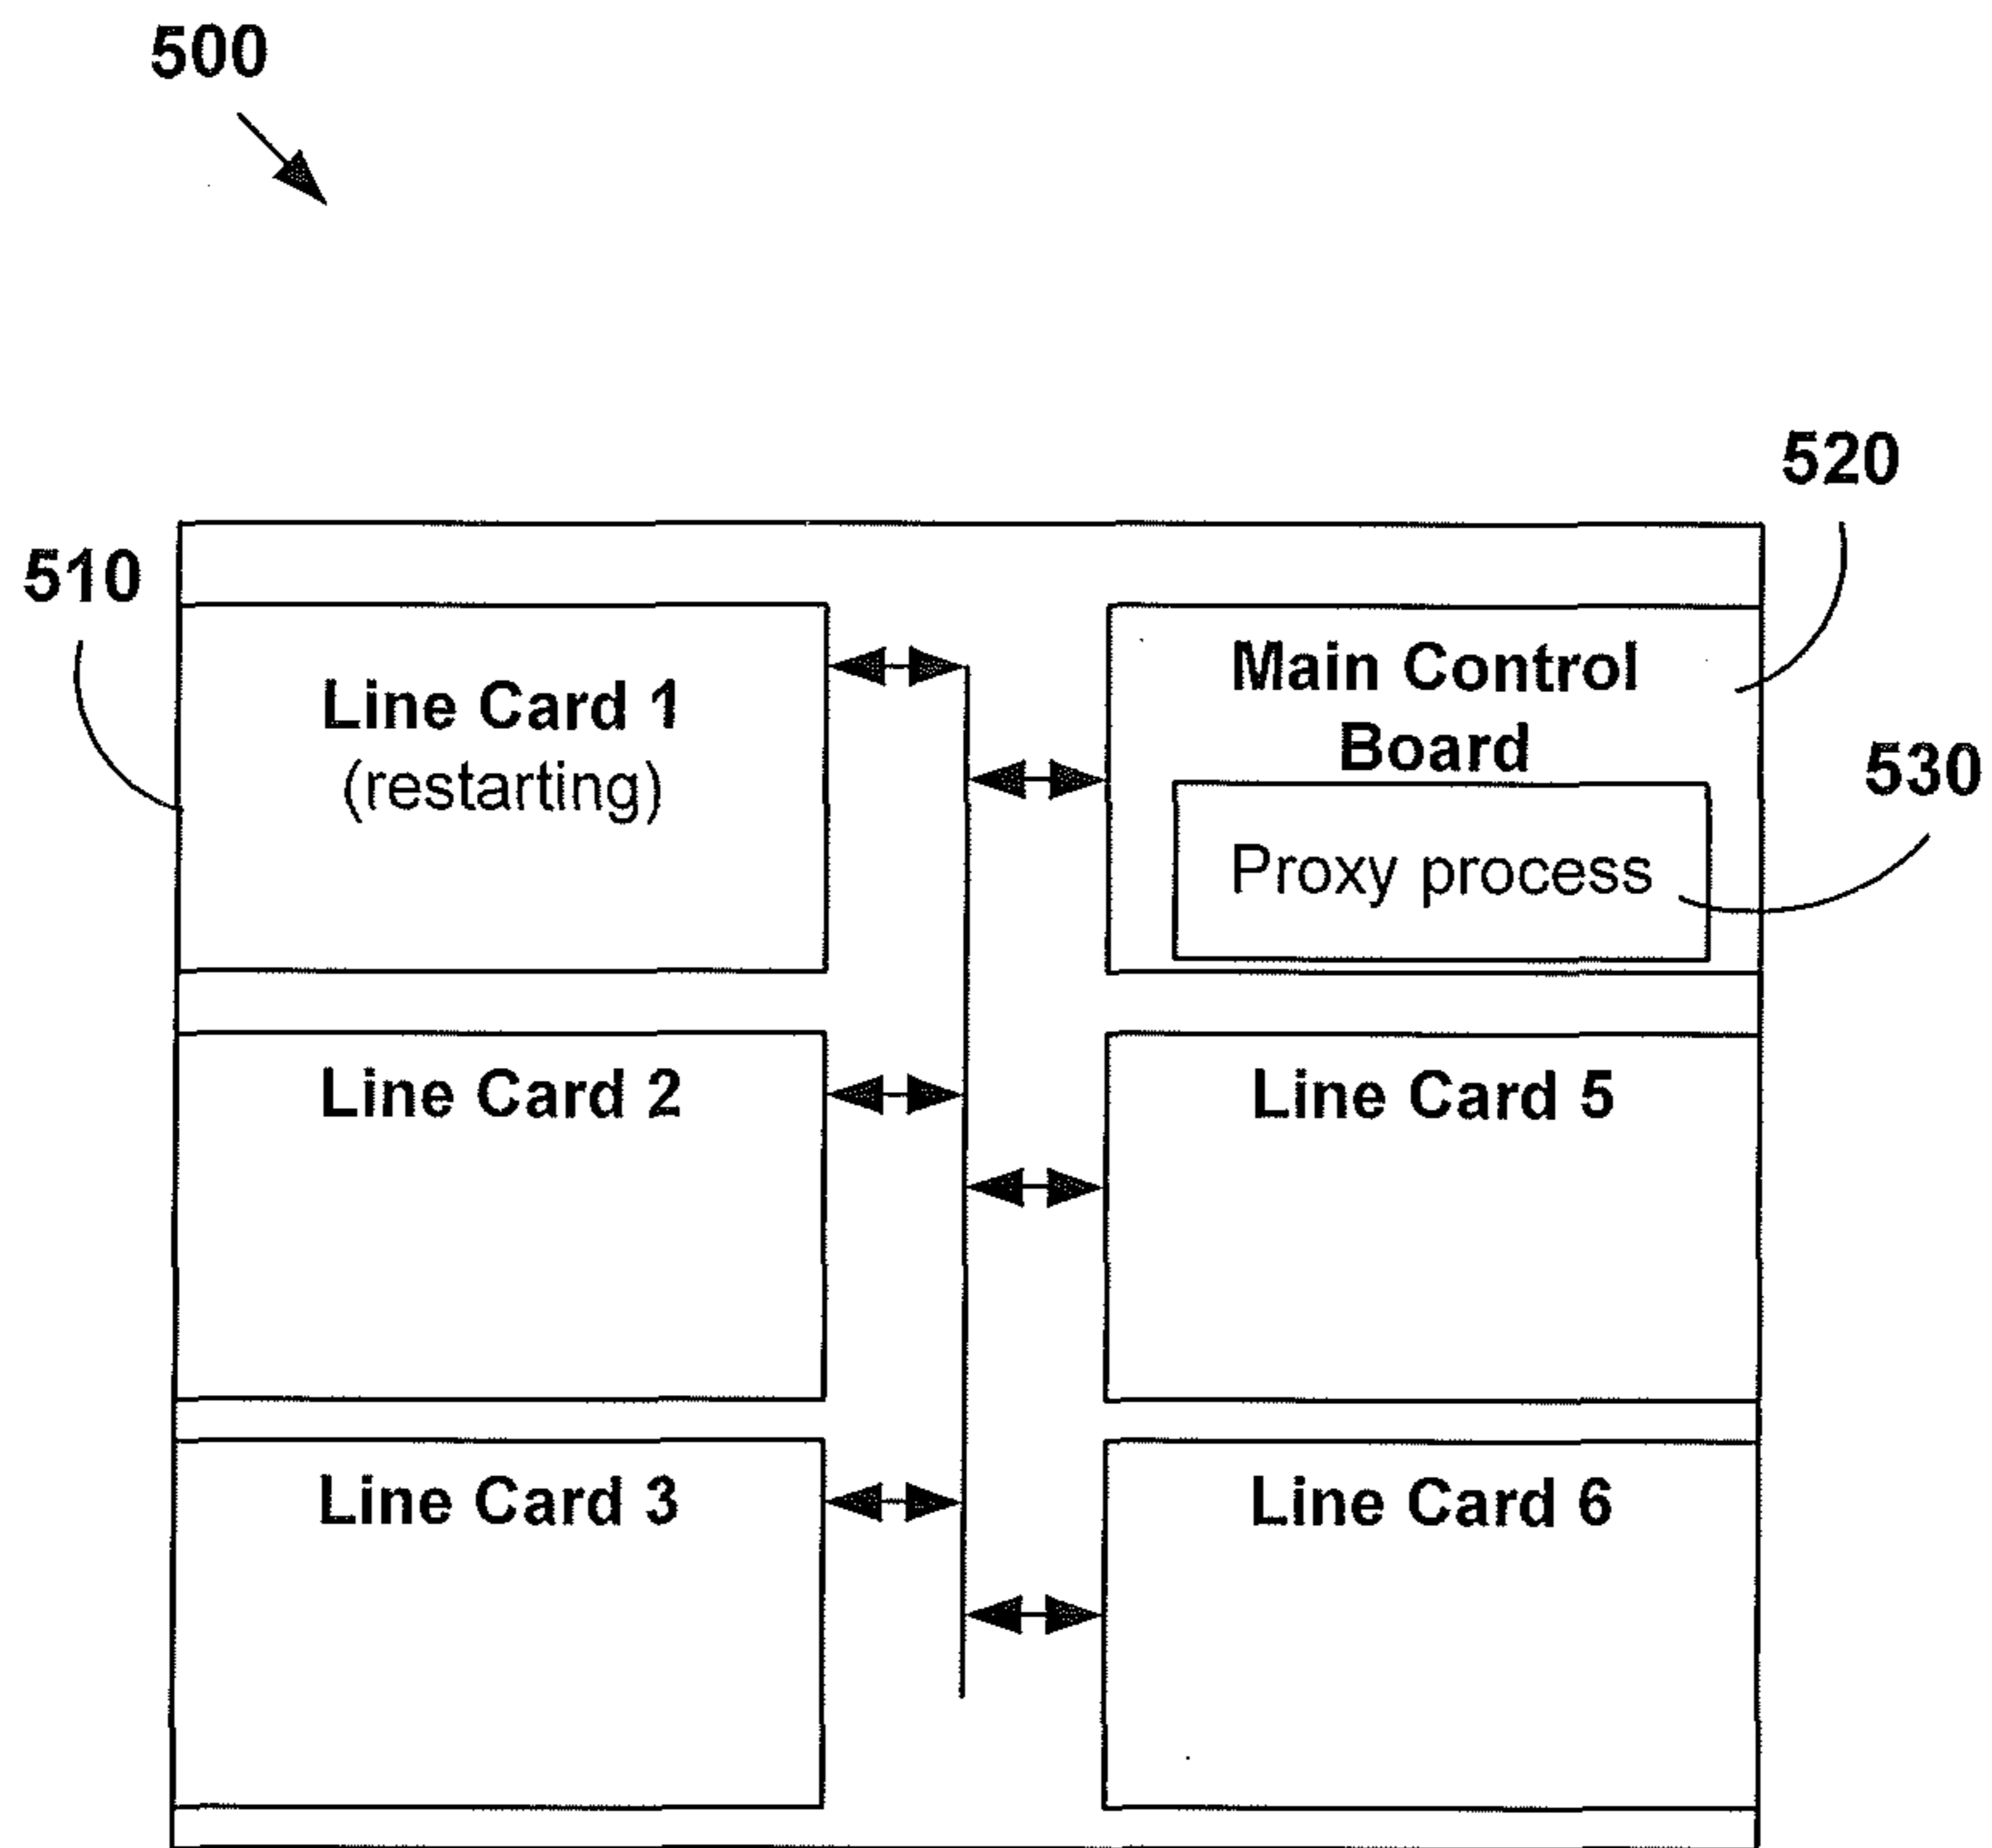 500
520
510
Line Card 1
(restarting)
Main Control
Board
530
Proxy process
Line Card 2
Line Card 5
Line Card 3
Line Card 6